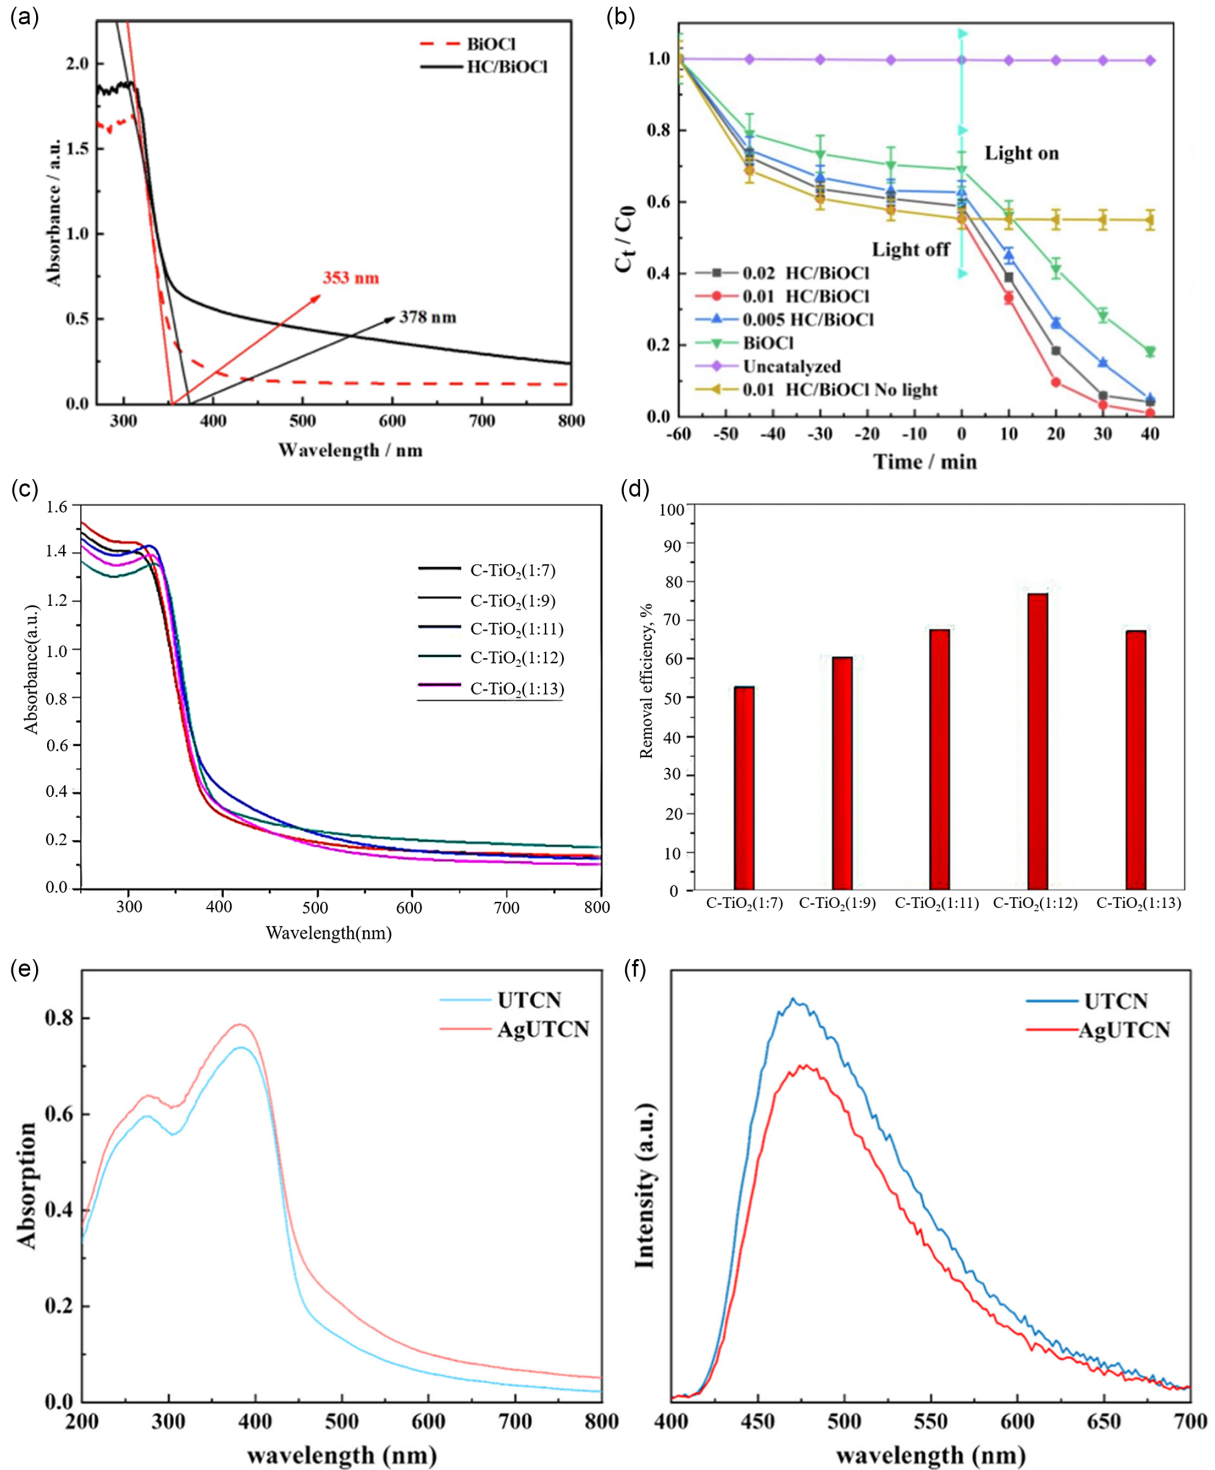 (a)
BiOCl
HC/BiOCl
2.0
1.5
1.0
0.5
0.0
353 nm
378 nm
300 400 500 600 700 800
Absorbance / a.u.
Wavelength / nm
(b)
1.0
0.8
0.6
0.4
0.2
0.0
Light on
Light off
0.02 HC/BiOCl
0.01 HC/BiOCl
0.005 HC/BiOCl
BiOCl
Uncatalyzed
0.01 HC/BiOCl No light
-60 -50 -40 -30 -20 -10 0 10 20 30 40
Ct / C0
Time / min
(c)
1.6
1.4
1.2
1.0
0.8
0.6
0.4
0.2
0.0
C-TiO2(1:7)
C-TiO2(1:9)
C-TiO2(1:11)
C-TiO2(1:12)
C-TiO2(1:13)
300 400 500 600 700 800
Absorbance(a.u.)
Wavelength(nm)
(d)
100
90
80
70
60
50
40
30
20
10
0
Removal efficiency, %
C-TiO2(1:7) C-TiO2(1:9) C-TiO2(1:11) C-TiO2(1:12) C-TiO2(1:13)
(e)
UTCN
AgUTCN
0.8
0.6
0.4
0.2
0.0
200 300 400 500 600 700 800
Absorption
wavelength (nm)
(f)
UTCN
AgUTCN
Intensity (a.u.)
400 450 500 550 600 650 700
wavelength (nm)